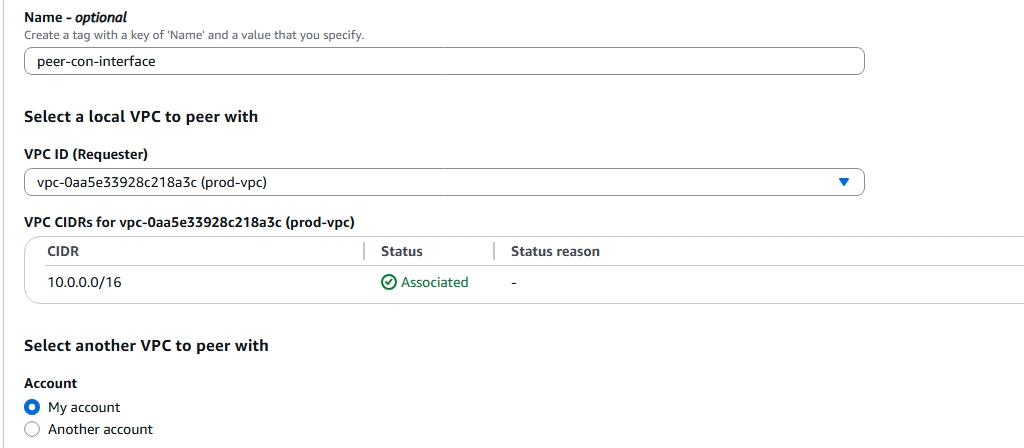 Name - optional
Create a tag with a key of 'Name' and a value that you specify.
peer-con-interface
Select a local VPC to peer with
VPC ID (Requester)
vpc-0aa5e33928c218a3c (prod-vpc)
VPC CIDRs for vpc-0aa5e33928c218a3c (prod-vpc)
CIDR Status Status reason
10.0.0.0/16 Associated -
Select another VPC to peer with
Account
My account
Another account